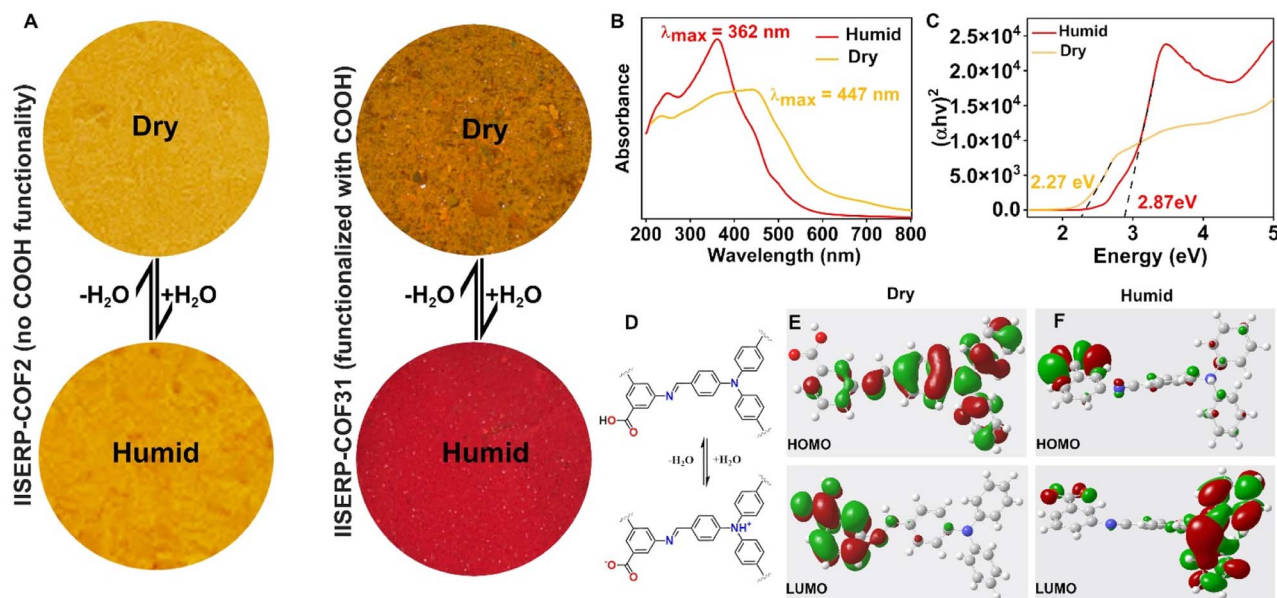 A
IISERP-COF2 (no COOH functionality)
Dry
-H₂O
+H₂O
Humid
IISERP-COF31 (functionalized with COOH)
Dry
-H₂O
+H₂O
Humid
B
λmax = 362 nm
Humid
Dry
λmax = 447 nm
Absorbance
200 300 400 500 600 700 800
Wavelength (nm)
C
Humid
Dry
(αhν)²
2.5×10⁴
2.0×10⁴
1.5×10⁴
1.0×10⁴
5.0×10³
0.0
2.27 eV
2.87eV
2 3 4 5
Energy (eV)
D
N
N
HO
O
-H₂O
+H₂O
N
NH⁺
⁻O
O
Dry
E
HOMO
LUMO
Humid
F
HOMO
LUMO